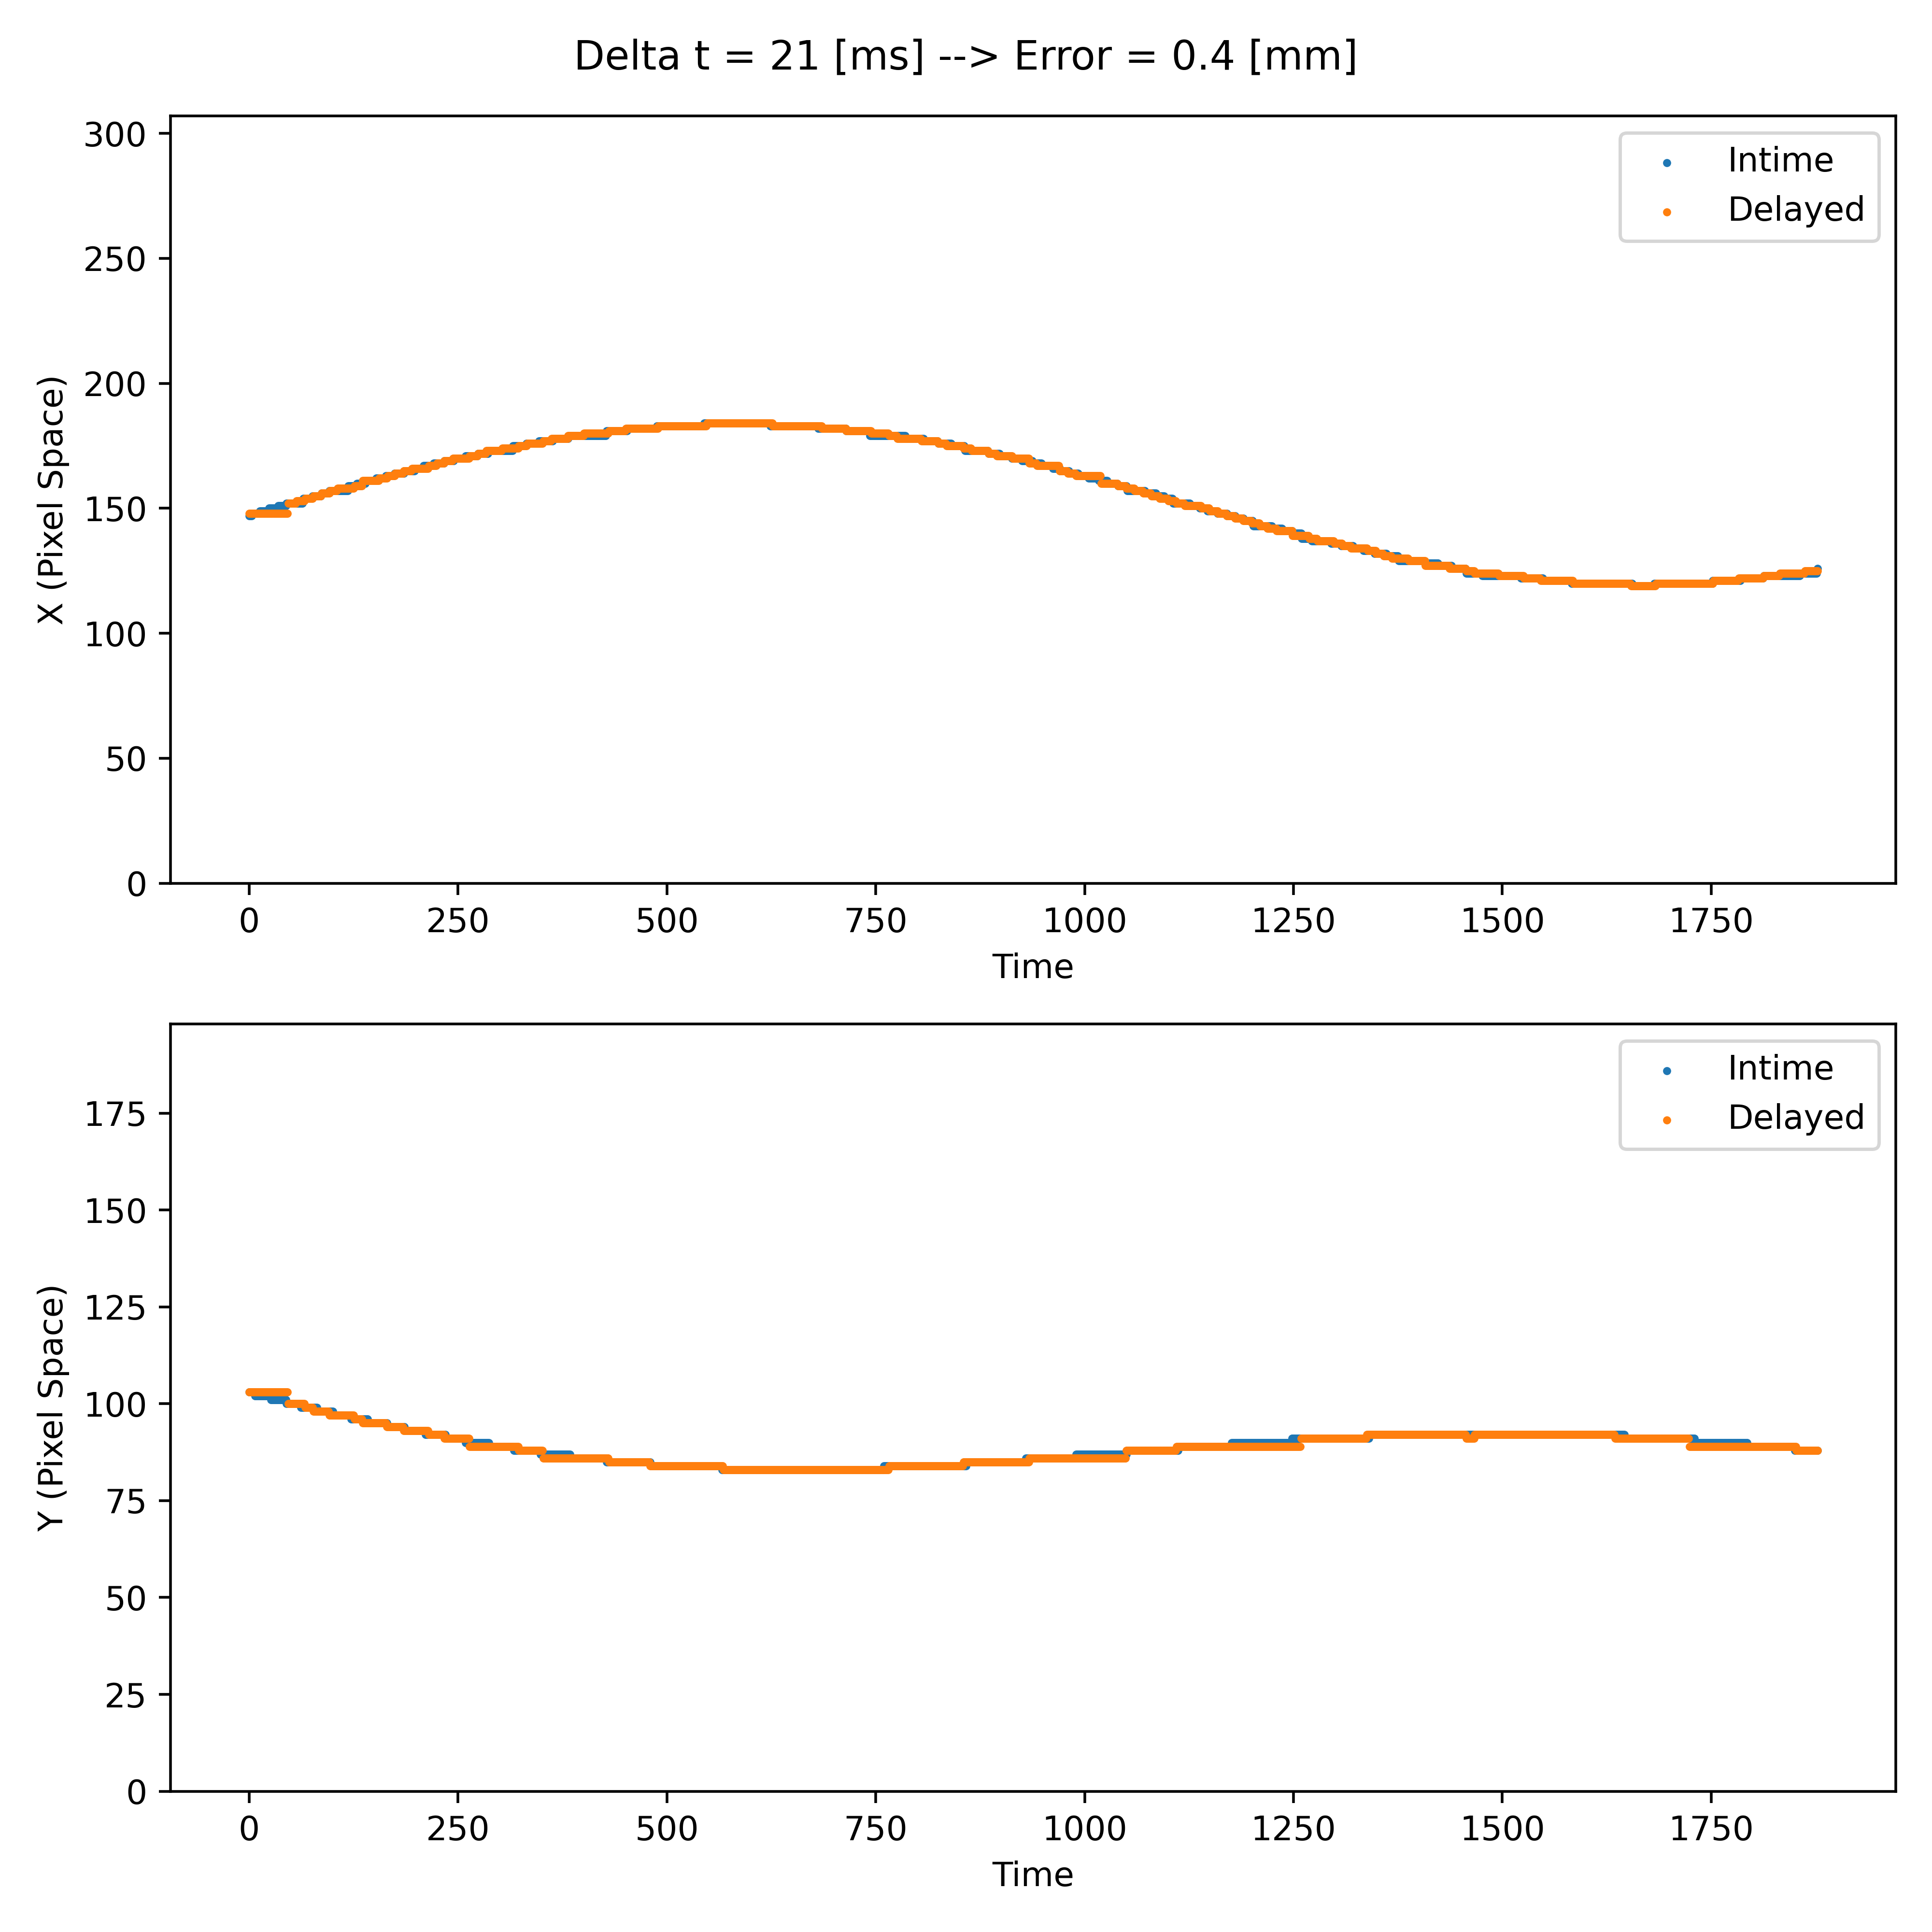 Delta t = 21 [ms] --> Error = 0.4 [mm]
300
250
200
150
100
50
0
X (Pixel Space)
Intime
Delayed
0 250 500 750 1000 1250 1500 1750
Time
175
150
125
100
75
50
25
0
Y (Pixel Space)
Intime
Delayed
0 250 500 750 1000 1250 1500 1750
Time